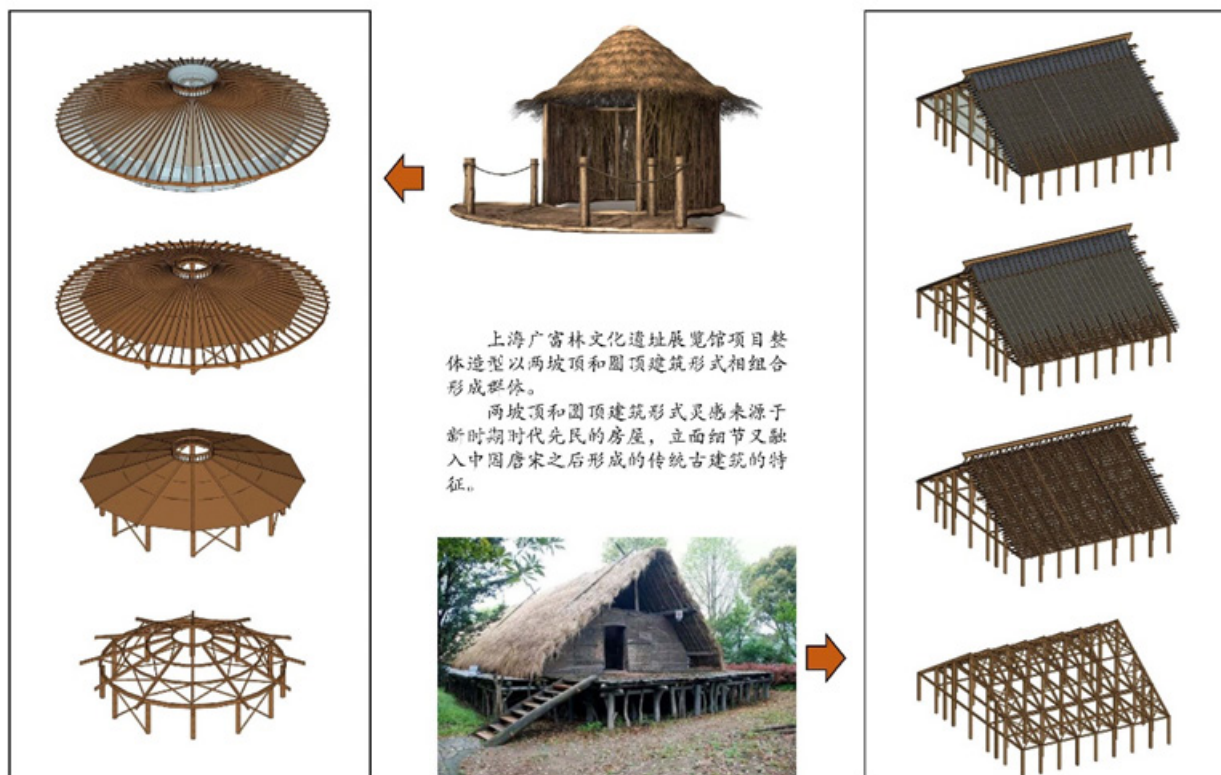 上海广富林文化遗址展览馆项目整
体造型以两坡顶和圆顶建筑形式相组合
形成群体。
两坡顶和圆顶建筑形式灵感来源于
新时期时代先民的房屋，立面细节又融
入中国唐宋之后形成的传统古建筑的特
征。